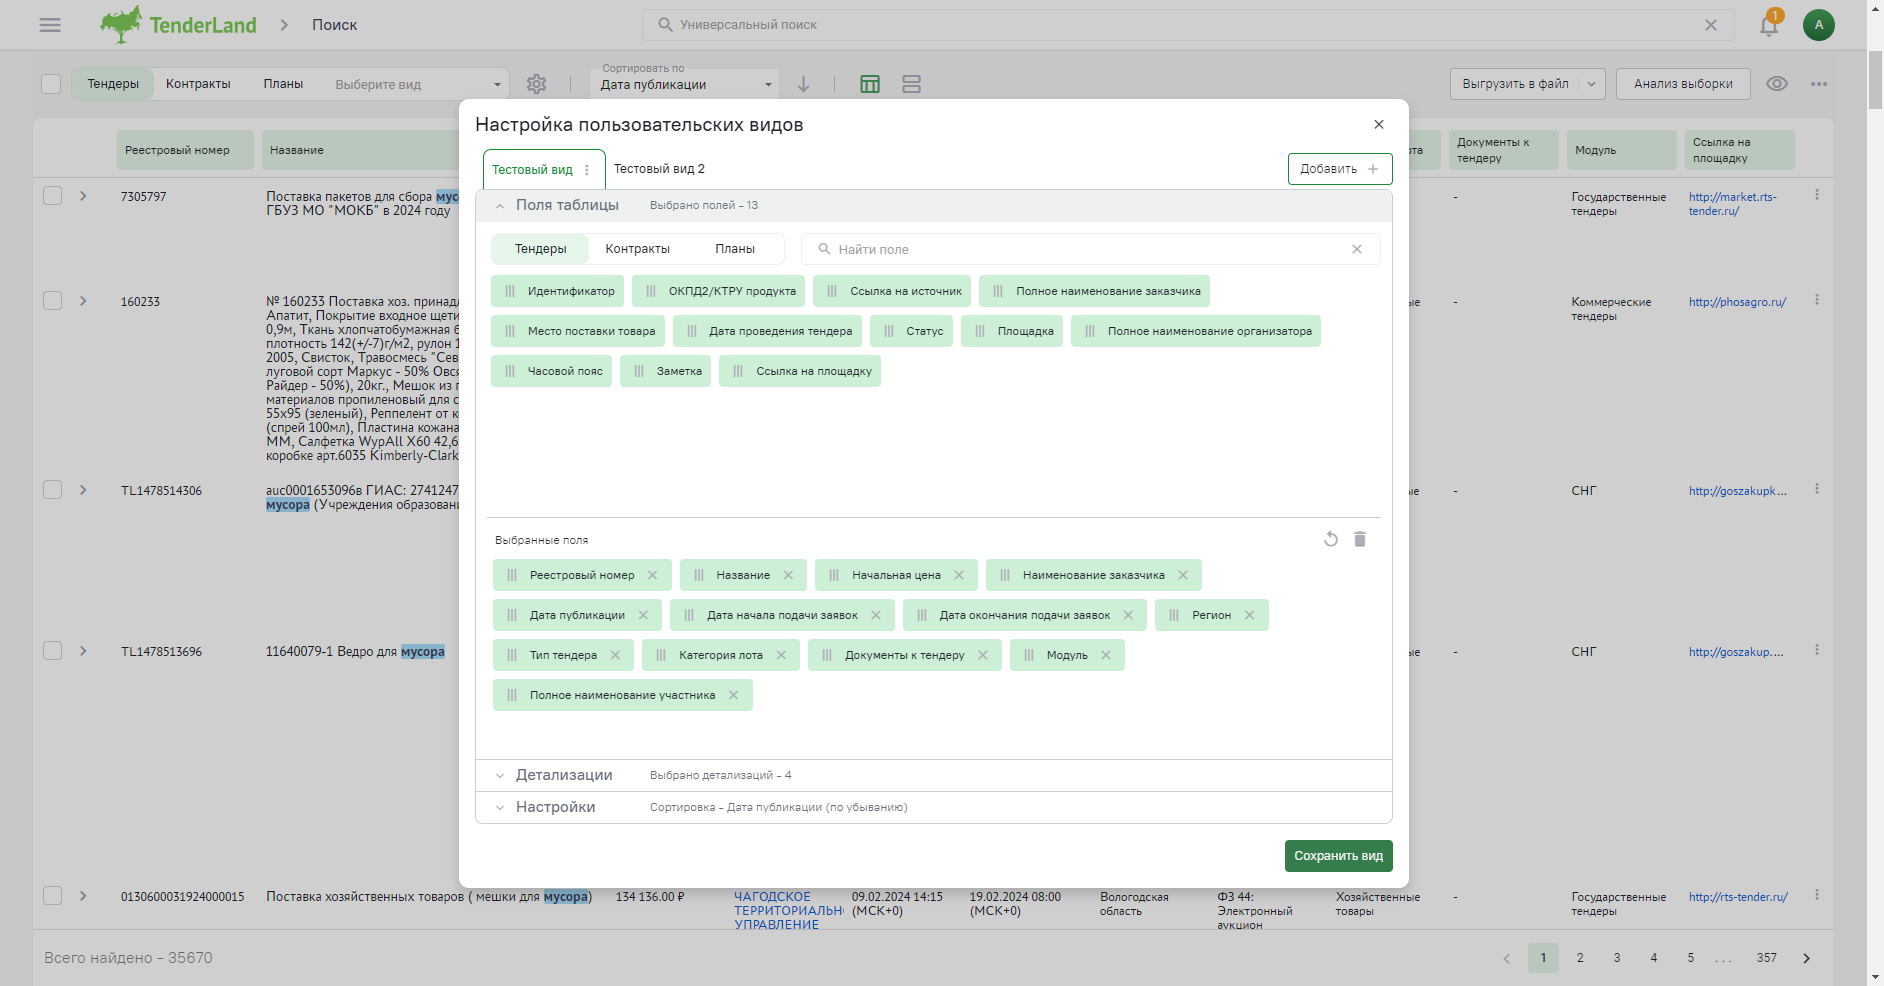 TenderLand
Поиск
Универсальный поиск
1
A
Тендеры
Контракты
Планы
Выберите вид
Сортировать по
Дата публикации
Выгрузить в файл
Анализ выборки
Реестровый номер
Название
Документы к
тендеру
Модуль
Ссылка на
площадку
Настройка пользовательских видов
Тестовый вид
Тестовый вид 2
Добавить
Поля таблицы
Выбрано полей - 13
Тендеры
Контракты
Планы
Найти поле
Идентификатор
ОКПД2/КТРУ продукта
Ссылка на источник
Полное наименование заказчика
Место поставки товара
Дата проведения тендера
Статус
Площадка
Полное наименование организатора
Часовой пояс
Заметка
Ссылка на площадку
Выбранные поля
Реестровый номер
Название
Начальная цена
Наименование заказчика
Дата публикации
Дата начала подачи заявок
Дата окончания подачи заявок
Регион
Тип тендера
Категория лота
Документы к тендеру
Модуль
Полное наименование участника
Детализации
Выбрано детализаций - 4
Настройки
Сортировка - Дата публикации (по убыванию)
Сохранить вид
7305797
Поставка пакетов для сбора мус
ГБУЗ МО "МОКБ" в 2024 году
-
Государственные
тендеры
http://market.rts-
tender.ru/
160233
№ 160233 Поставка хоз. принад
Апатит, Покрытие входное щети
0,9м, Ткань хлопчатобумажная
плотность 142(+/-7)г/м2, рулон 1
2005, Свисток, Травосмесь "Сев
луговой сорт Маркус - 50% Овся
Райдер - 50%), 20кг., Мешок из
материалов пропиленовый для с
55х95 (зеленый), Реппелент от к
(спрей 100мл), Пластина кожана
ММ, Салфетка WypAll X60 42,6
коробке арт.6035 Kimberly-Clark
ые
-
Коммерческие
тендеры
http://phosagro.ru/
TL1478514306
auc0001653096в ГИАС: 2741247
мусора (Учреждения образовани
ые
-
СНГ
http://goszakupk...
TL1478513696
11640079-1 Ведро для мусора
ые
-
СНГ
http://goszakup....
0130600031924000015
Поставка хозяйственных товаров ( мешки для мусора)
134 136.00 ₽
ЧАГОДСКОЕ
ТЕРРИТОРИАЛЬН
УПРАВЛЕНИЕ
09.02.2024 14:15
(МСК+0)
19.02.2024 08:00
(МСК+0)
Вологодская
область
ФЗ 44:
Электронный
аукцион
Хозяйственные
товары
-
Государственные
тендеры
http://rts-tender.ru/
Всего найдено - 35670
1 2 3 4 5 ... 357